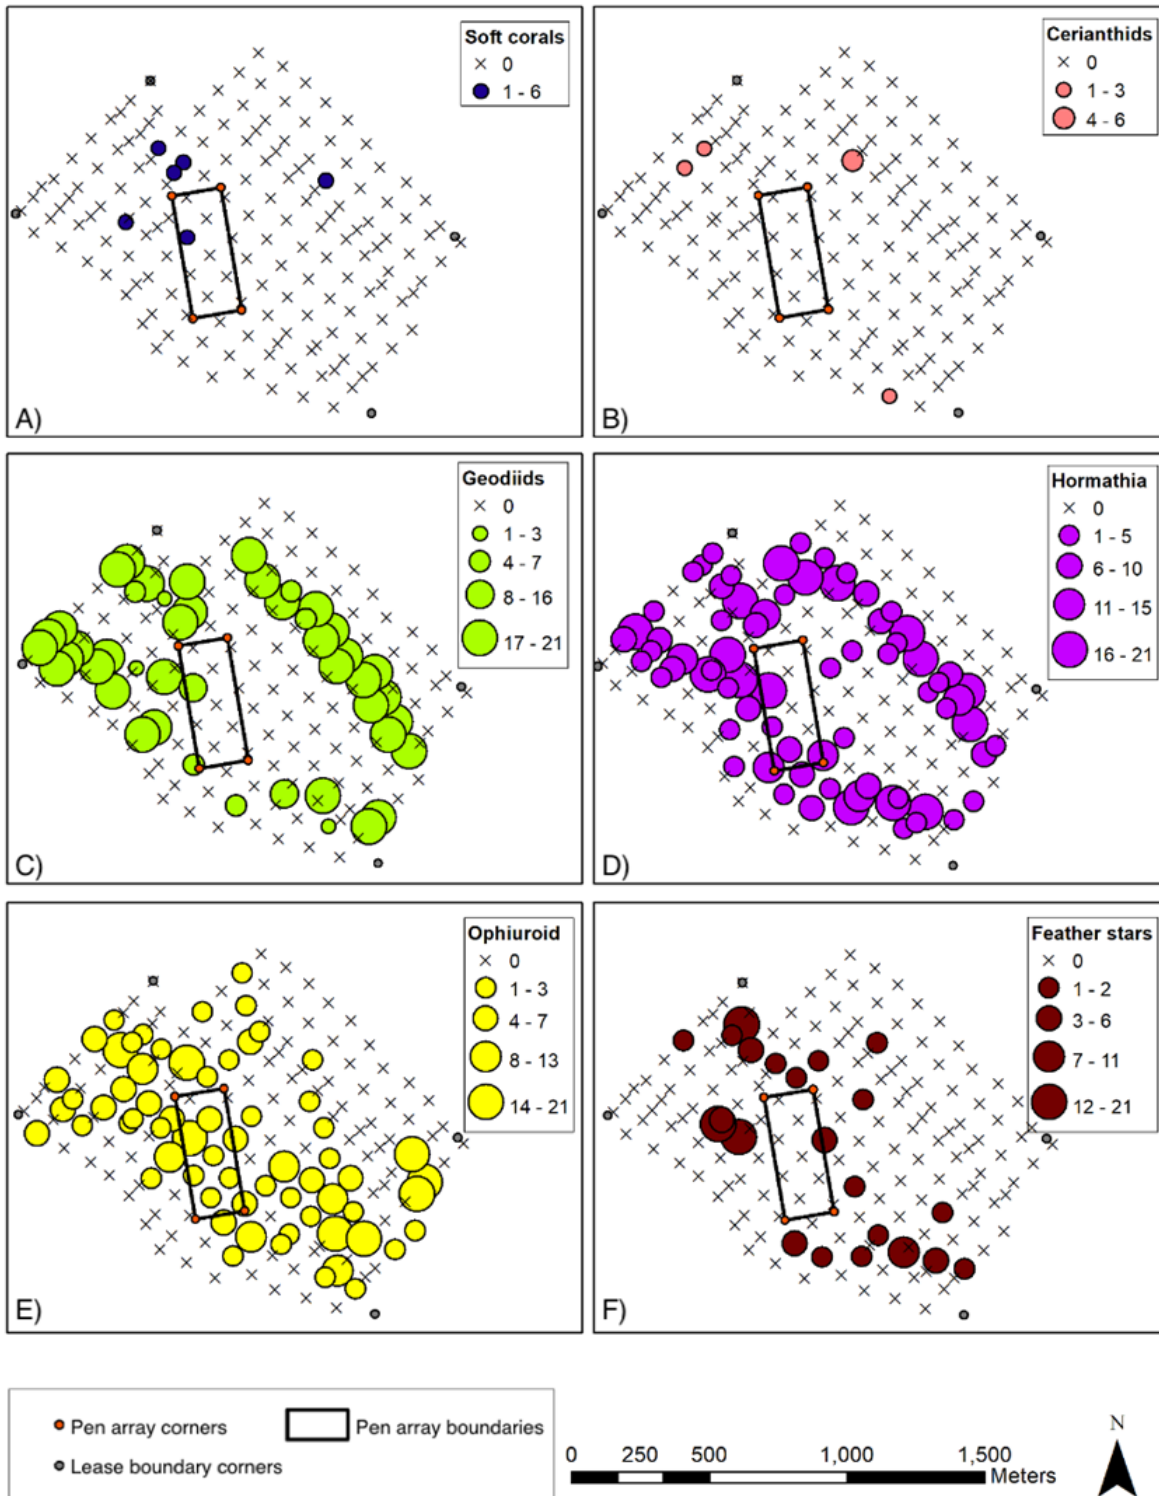 Soft corals
× 0
1 - 6
A)
Cerianthids
× 0
1 - 3
4 - 6
B)
Geodiids
× 0
1 - 3
4 - 7
8 - 16
17 - 21
C)
Hormathia
× 0
1 - 5
6 - 10
11 - 15
16 - 21
D)
Ophiuroid
× 0
1 - 3
4 - 7
8 - 13
14 - 21
E)
Feather stars
× 0
1 - 2
3 - 6
7 - 11
12 - 21
F)
Pen array corners
Pen array boundaries
Lease boundary corners
0 250 500 1,000 1,500
Meters
N